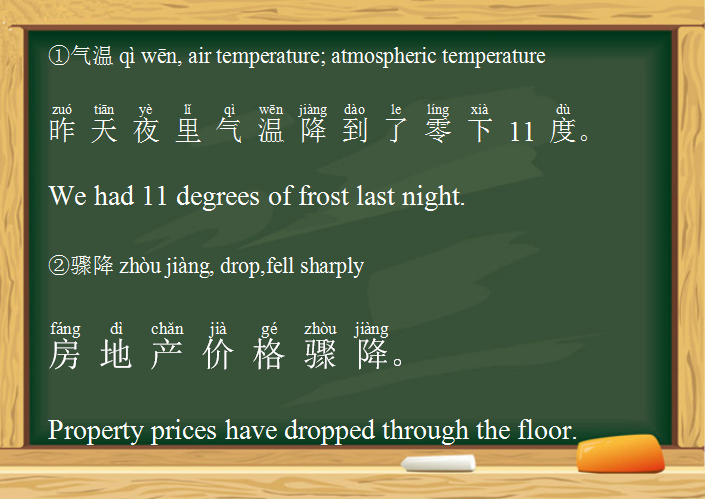 ①气温 qì wēn, air temperature; atmospheric temperature
zuó tiān yè lǐ qì wēn jiàng dào le líng xià dù
昨天夜里气温降到了零下 11 度。
We had 11 degrees of frost last night.
②骤降 zhòu jiàng, drop,fell sharply
fáng dì chǎn jià gé zhòu jiàng
房地产价格骤降。
Property prices have dropped through the floor.